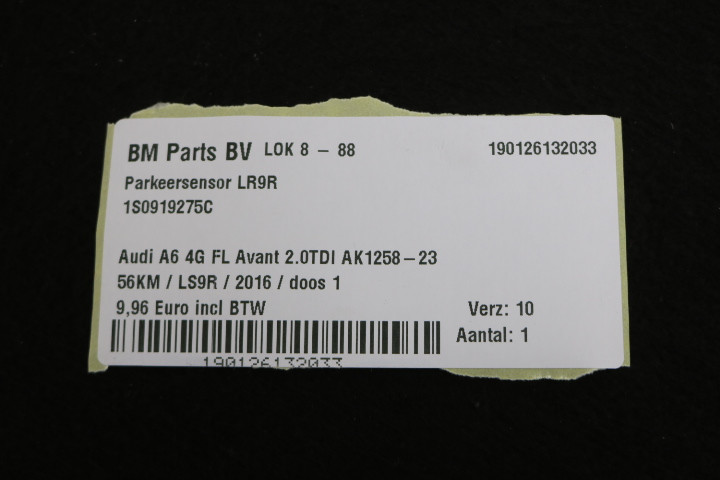 BM Parts BV LOK 8 - 88 190126132033
Parkeersensor LR9R
1S0919275C
Audi A6 4G FL Avant 2.0TDI AK1258-23
56KM / LS9R / 2016 / doos 1
9,96 Euro incl BTW Verz: 10
Aantal: 1
190126132033